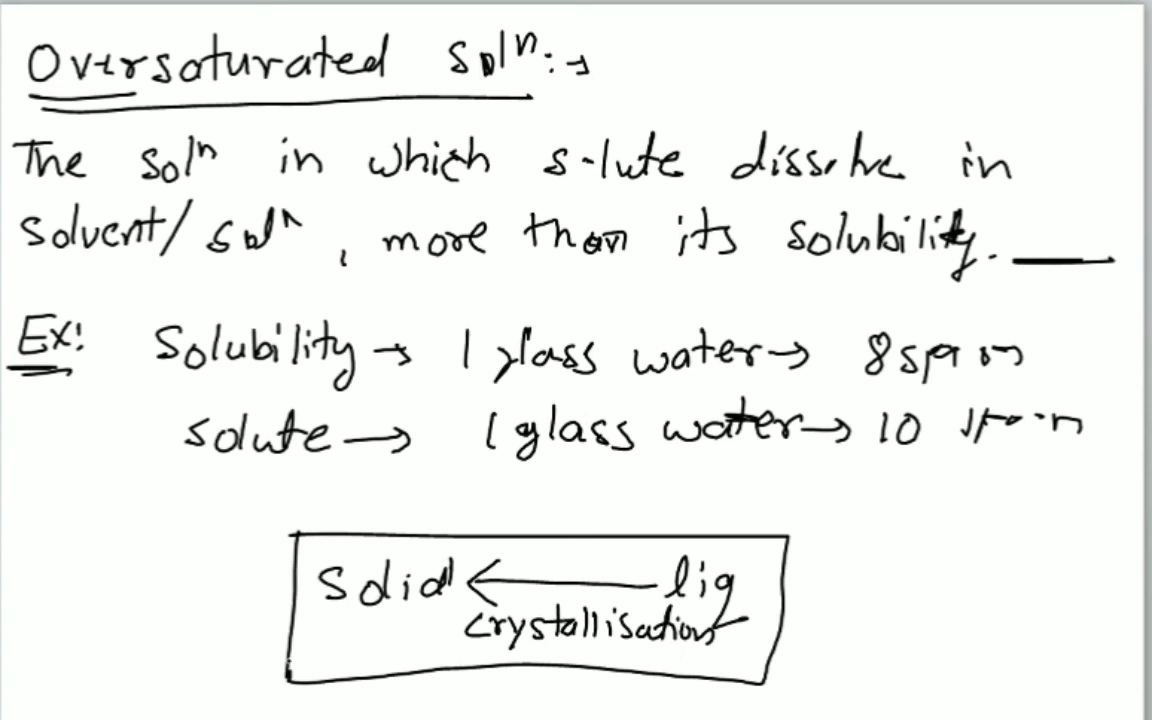 Oversaturated solⁿ:→
The solⁿ in which solute dissolve in
solvent/solⁿ, more than its solubility.
Ex: Solubility → 1 glass water → 8 spoon
solute → 1 glass water → 10 spoon
Solid ← liq
crystallisation